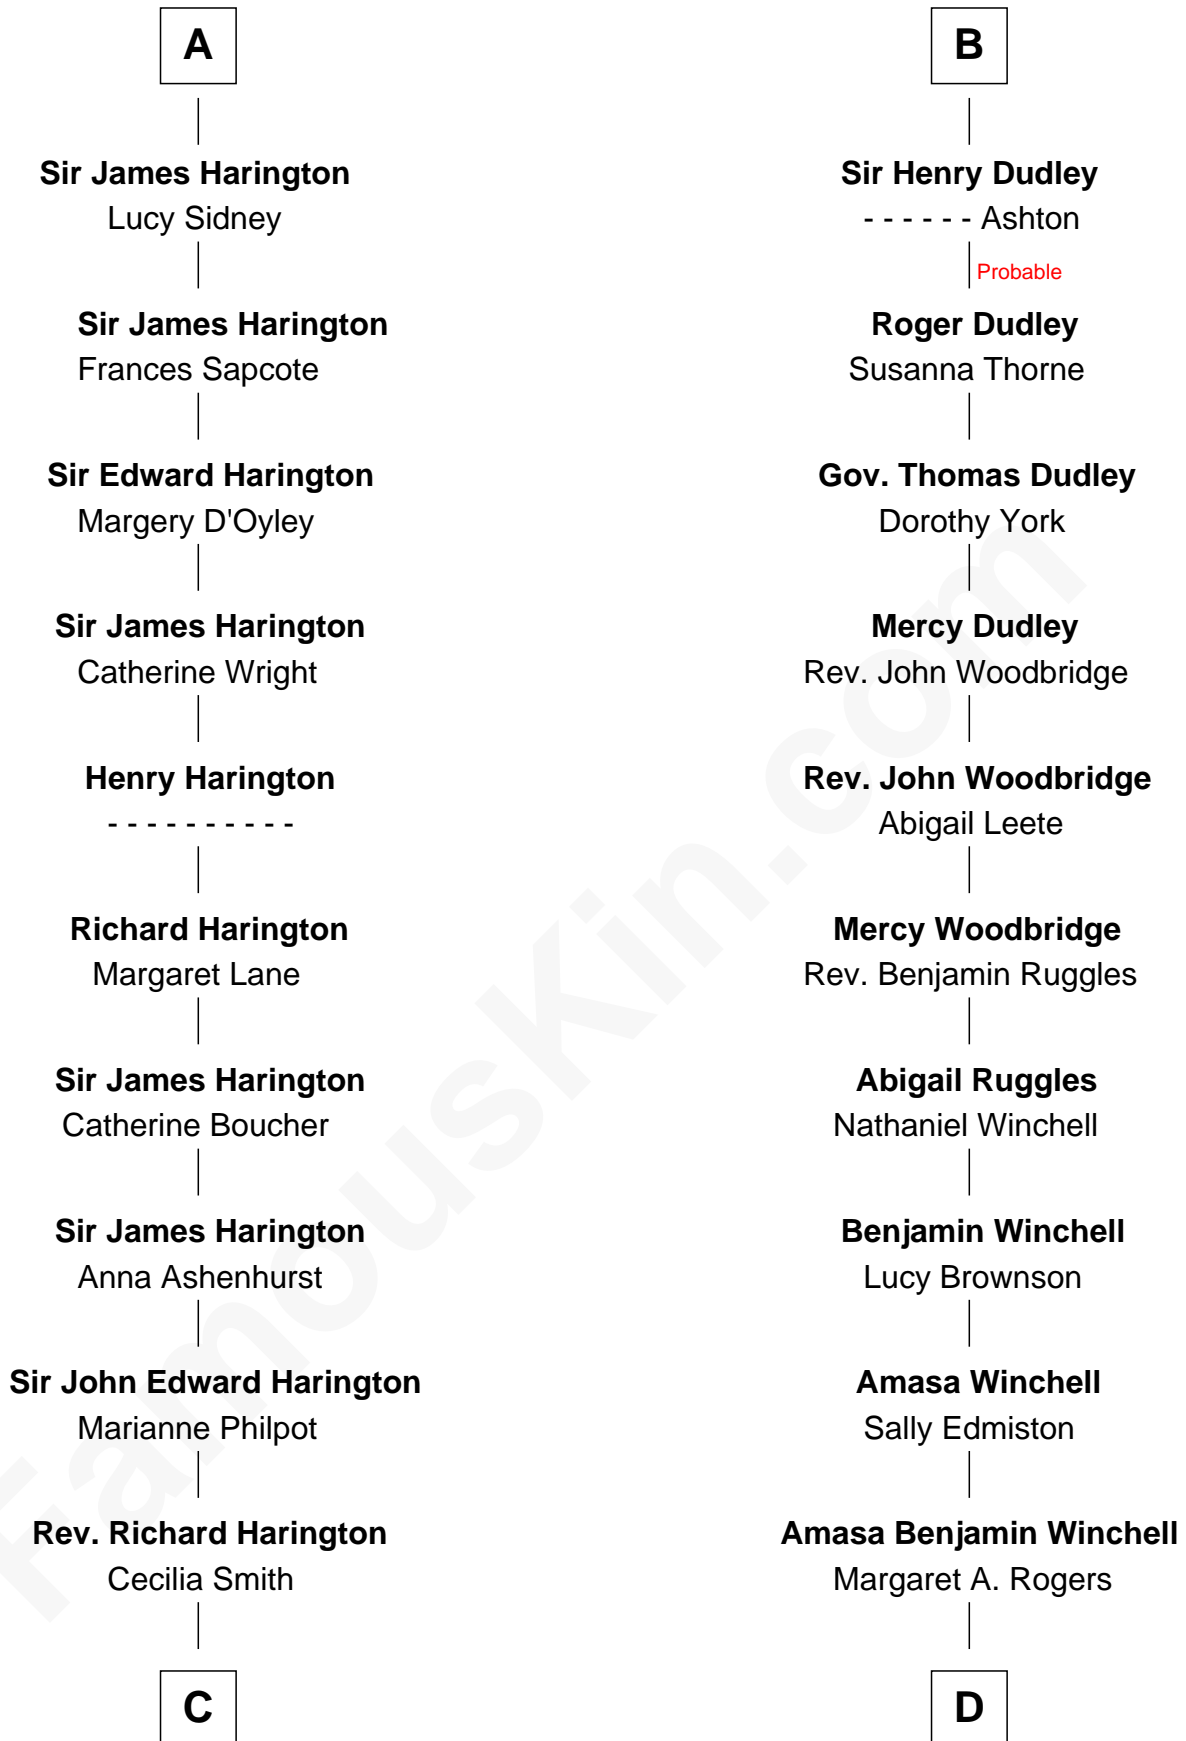 A
Sir James Harington
Lucy Sidney
Sir James Harington
Frances Sapcote
Sir Edward Harington
Margery D'Oyley
Sir James Harington
Catherine Wright
Henry Harington
- - - - - - - - - -
Richard Harington
Margaret Lane
Sir James Harington
Catherine Boucher
Sir James Harington
Anna Ashenhurst
Sir John Edward Harington
Marianne Philpot
Rev. Richard Harington
Cecilia Smith
C
B
Sir Henry Dudley
- - - - - - Ashton
Probable
Roger Dudley
Susanna Thorne
Gov. Thomas Dudley
Dorothy York
Mercy Dudley
Rev. John Woodbridge
Rev. John Woodbridge
Abigail Leete
Mercy Woodbridge
Rev. Benjamin Ruggles
Abigail Ruggles
Nathaniel Winchell
Benjamin Winchell
Lucy Brownson
Amasa Winchell
Sally Edmiston
Amasa Benjamin Winchell
Margaret A. Rogers
D
FamousKin.com